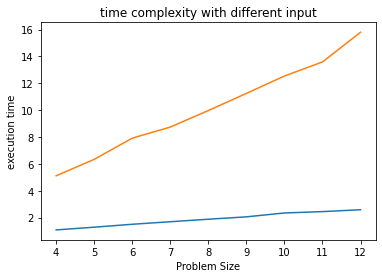 time complexity with different input
execution time
16
14
12
10
8
6
4
2
4 5 6 7 8 9 10 11 12
Problem Size